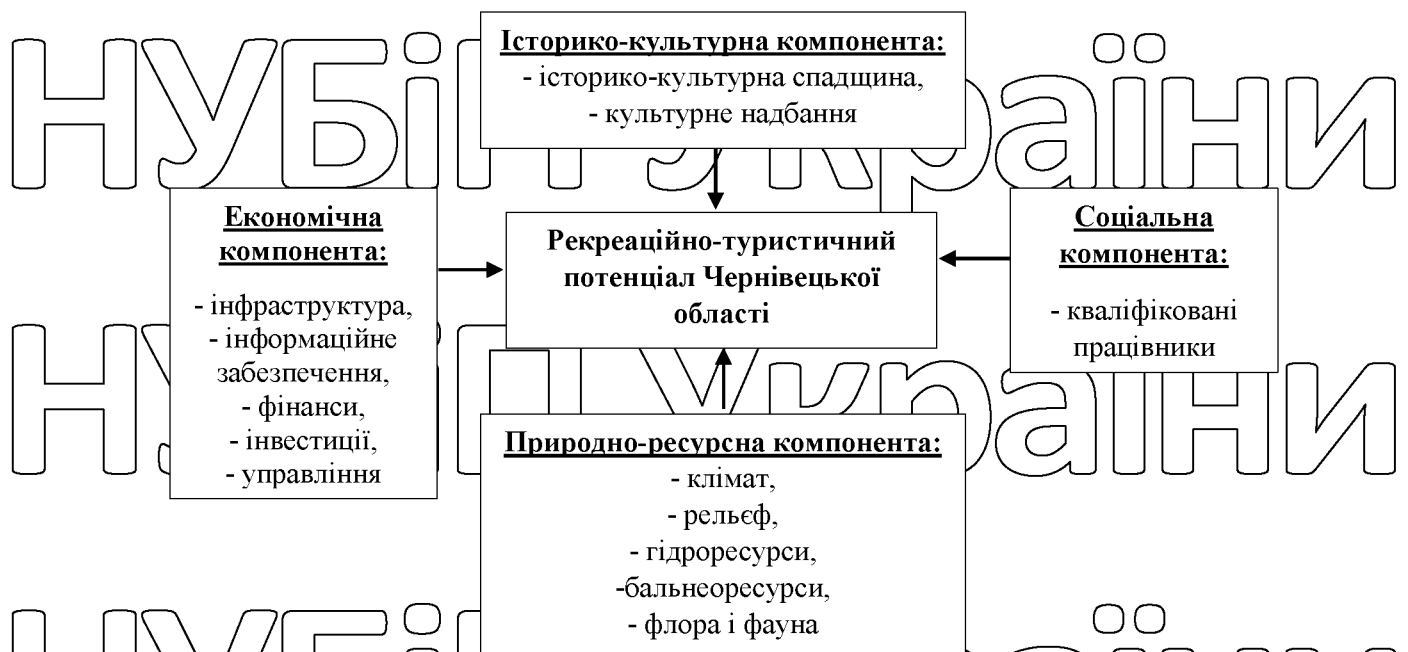 Історико-культурна компонента:
- історико-культурна спадщина,
- культурне надбання
НУБіП України
Економічна
компонента:
- інфраструктура,
- інформаційне
забезпечення,
- фінанси,
- інвестиції,
- управління
Рекреаційно-туристичний
потенціал Чернівецької
області
Соціальна
компонента:
- кваліфіковані
працівники
НУБіП України
Природно-ресурсна компонента:
- клімат,
- рельєф,
- гідроресурси,
-бальнеоресурси,
- флора і фауна
НУБіП України